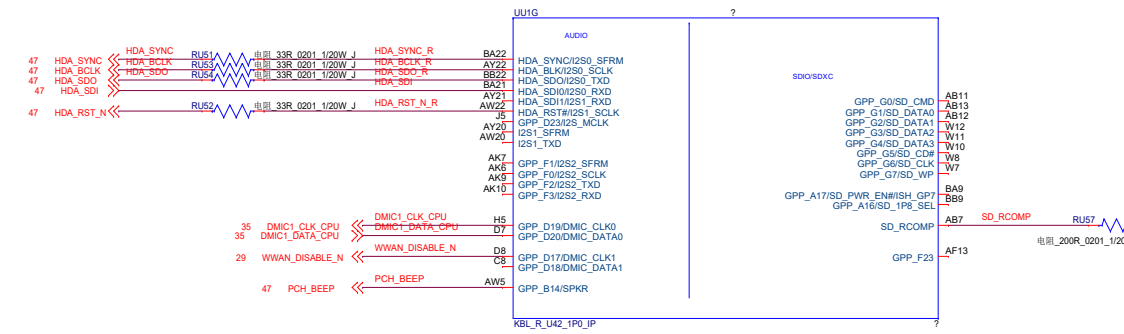 UU1G ?
AUDIO
SDIO/SDXC
47 HDA_SYNC HDA_SYNC RU51 电阻_33R_0201_1/20W_J HDA_SYNC_R BA22 HDA_SYNC/I2S0_SFRM
47 HDA_BCLK HDA_BCLK RU53 电阻_33R_0201_1/20W_J HDA_BCLK_R AY22 HDA_BLK/I2S0_SCLK
47 HDA_SDO HDA_SDO RU54 电阻_33R_0201_1/20W_J HDA_SDO_R BB22 HDA_SDO/I2S0_TXD
47 HDA_SDI HDA_SDI BA21 HDA_SDI0/I2S0_RXD
AY21 HDA_SDI1/I2S1_RXD
47 HDA_RST_N RU52 电阻_33R_0201_1/20W_J HDA_RST_N_R AW22 HDA_RST#/I2S1_SCLK
J5 GPP_D23/I2S_MCLK
AY20 I2S1_SFRM
AW20 I2S1_TXD
AK7 GPP_F1/I2S2_SFRM
AK6 GPP_F0/I2S2_SCLK
AK9 GPP_F2/I2S2_TXD
AK10 GPP_F3/I2S2_RXD
35 DMIC1_CLK_CPU DMIC1_CLK_CPU H5 GPP_D19/DMIC_CLK0
35 DMIC1_DATA_CPU DMIC1_DATA_CPU D7 GPP_D20/DMIC_DATA0
29 WWAN_DISABLE_N WWAN_DISABLE_N D8 GPP_D17/DMIC_CLK1
C8 GPP_D18/DMIC_DATA1
47 PCH_BEEP PCH_BEEP AW5 GPP_B14/SPKR
GPP_G0/SD_CMD AB11
GPP_G1/SD_DATA0 AB13
GPP_G2/SD_DATA1 AB12
GPP_G3/SD_DATA2 W12
GPP_G4/SD_DATA3 W11
GPP_G5/SD_CD# W10
GPP_G6/SD_CLK W8
GPP_G7/SD_WP W7
GPP_A17/SD_PWR_EN#/ISH_GP7 BA9
GPP_A16/SD_1P8_SEL BB9
SD_RCOMP AB7 SD_RCOMP RU57
电阻_200R_0201_1/20
GPP_F23 AF13
KBL_R_U42_1P0_IP ?